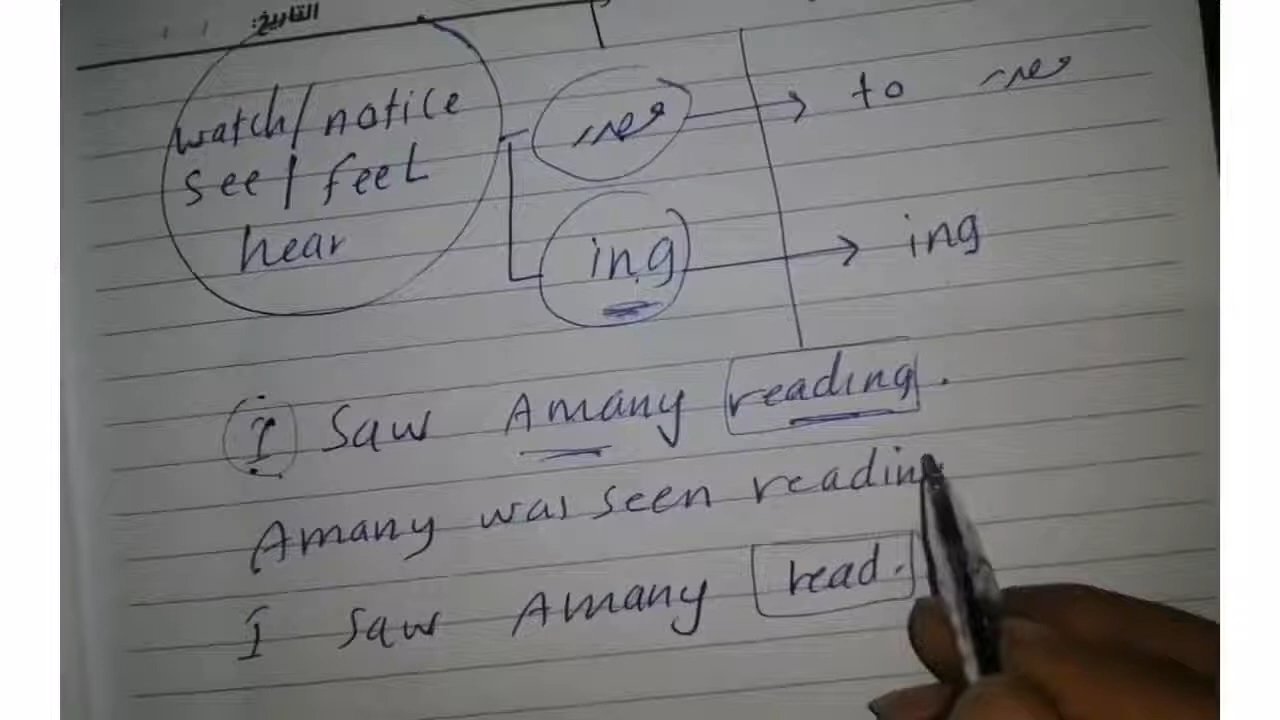 التاريخ:
watch/notice
see/feel
hear
مصدر → to مصدر
ing → ing
I saw Amany reading.
Amany was seen readin
I saw Amany read.